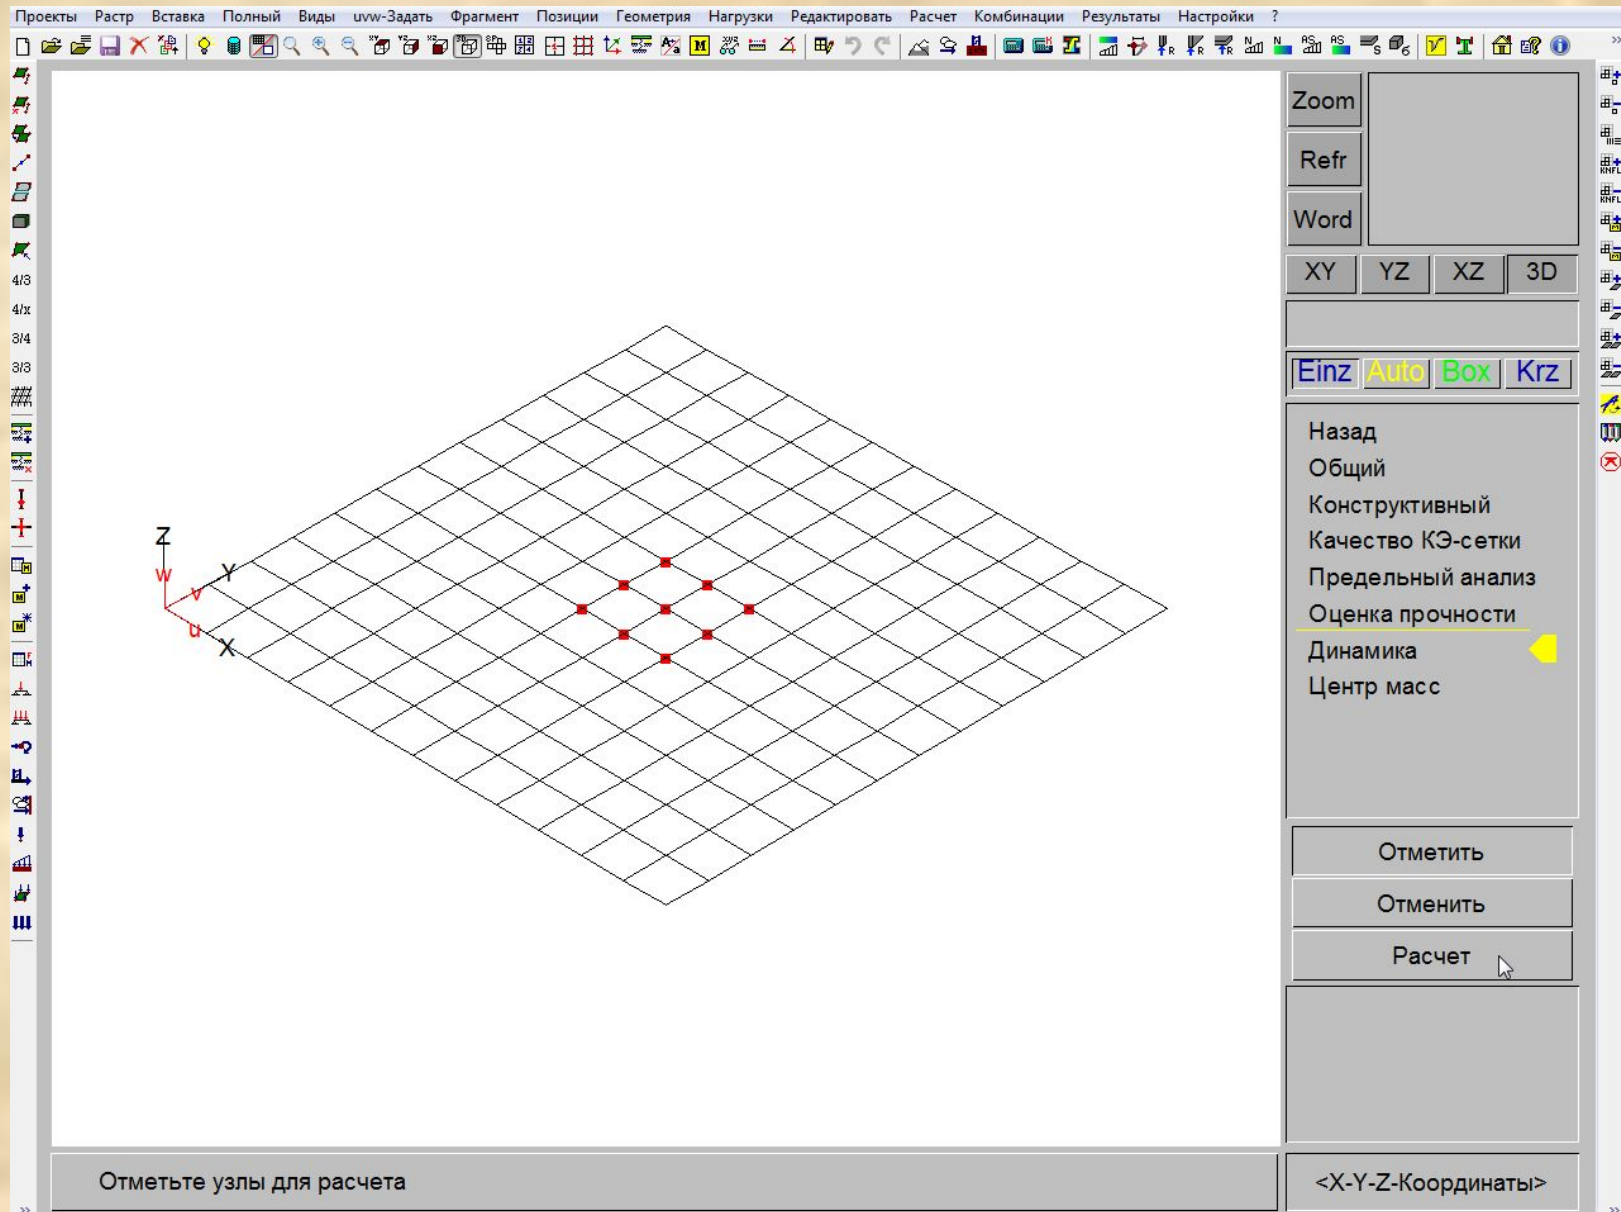 Проекты Растр Вставка Полный Виды uvw-Задать Фрагмент Позиции Геометрия Нагрузки Редактировать Расчет Комбинации Результаты Настройки ?
Zoom
Refr
Word
XY YZ XZ 3D
Einz Auto Box Krz
Назад
Общий
Конструктивный
Качество КЭ-сетки
Предельный анализ
Оценка прочности
Динамика
Центр масс
Отметить
Отменить
Расчет
4/3
4/x
3/4
3/3
Z
w
Y
v
u
X
Отметьте узлы для расчета
<X-Y-Z-Координаты>